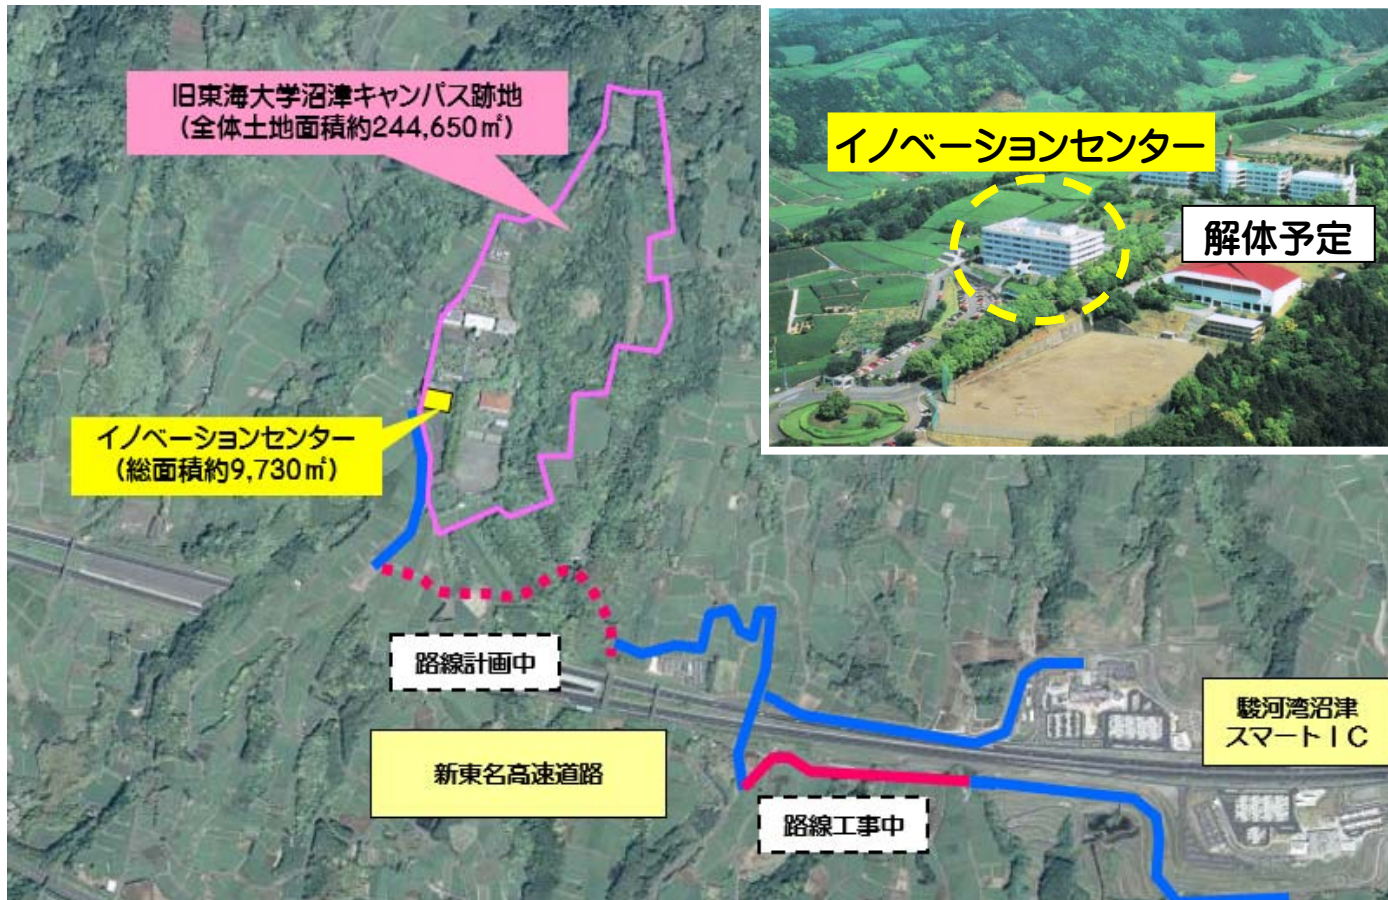 旧東海大学沼津キャンパス跡地
（全体土地面積約244,650㎡）
イノベーションセンター
解体予定
イノベーションセンター
（総面積約9,730㎡）
路線計画中
新東名高速道路
駿河湾沼津
スマートＩＣ
路線工事中